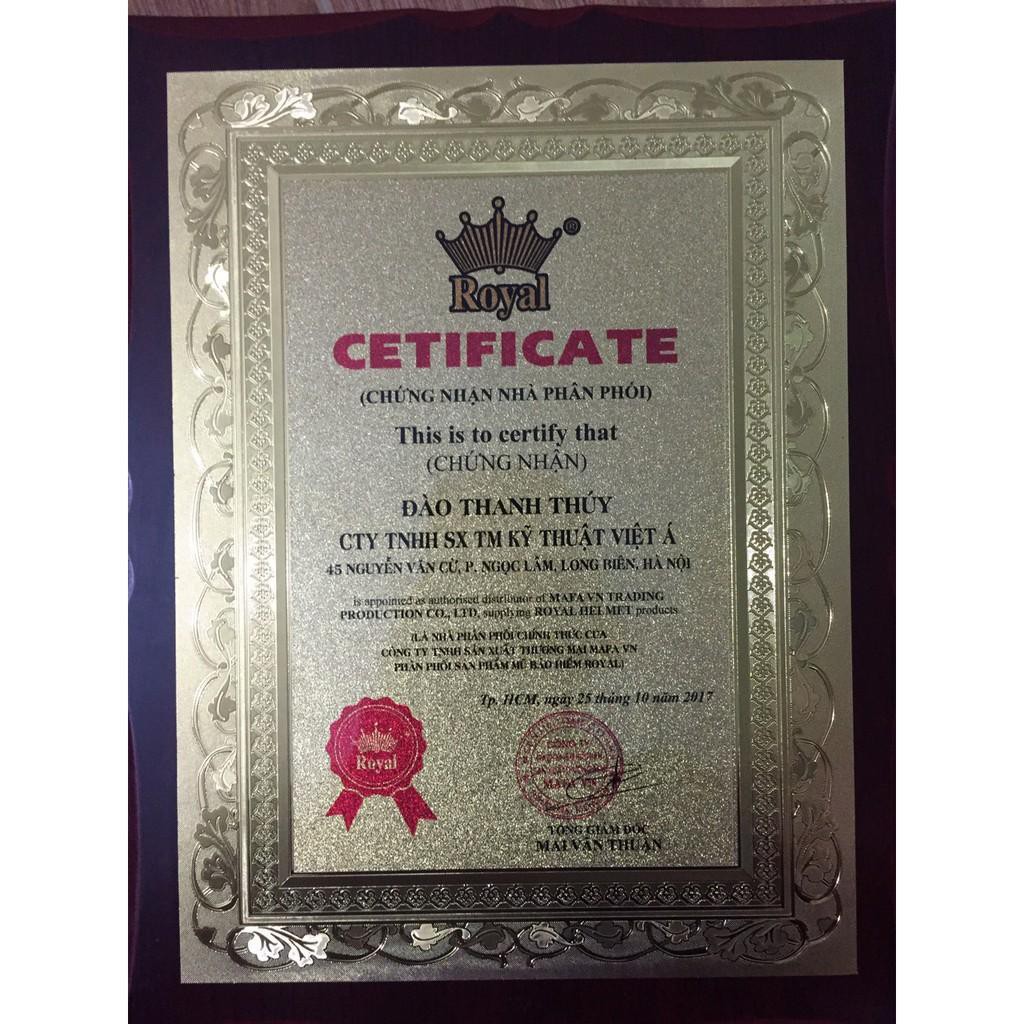 ®
Royal
CETIFICATE
(CHỨNG NHẬN NHÀ PHÂN PHỐI)
This is to certify that
(CHỨNG NHẬN)
ĐÀO THANH THÚY
CTY TNHH SX TM KỸ THUẬT VIỆT Á
45 NGUYỄN VĂN CỪ, P. NGỌC LÂM, LONG BIÊN, HÀ NỘI
is appointed as authorised distributor of MAFA VN TRADING
PRODUCTION CO., LTD, supplying ROYAL HELMET products
(LÀ NHÀ PHÂN PHỐI CHÍNH THỨC CỦA
CÔNG TY TNHH SẢN XUẤT THƯƠNG MẠI MAFA VN
PHÂN PHỐI SẢN PHẨM MŨ BẢO HIỂM ROYAL)
Tp. HCM, ngày 25 tháng 10 năm 2017
Royal
CÔNG TY
TỔNG GIÁM ĐỐC
MAI VĂN THUẬN